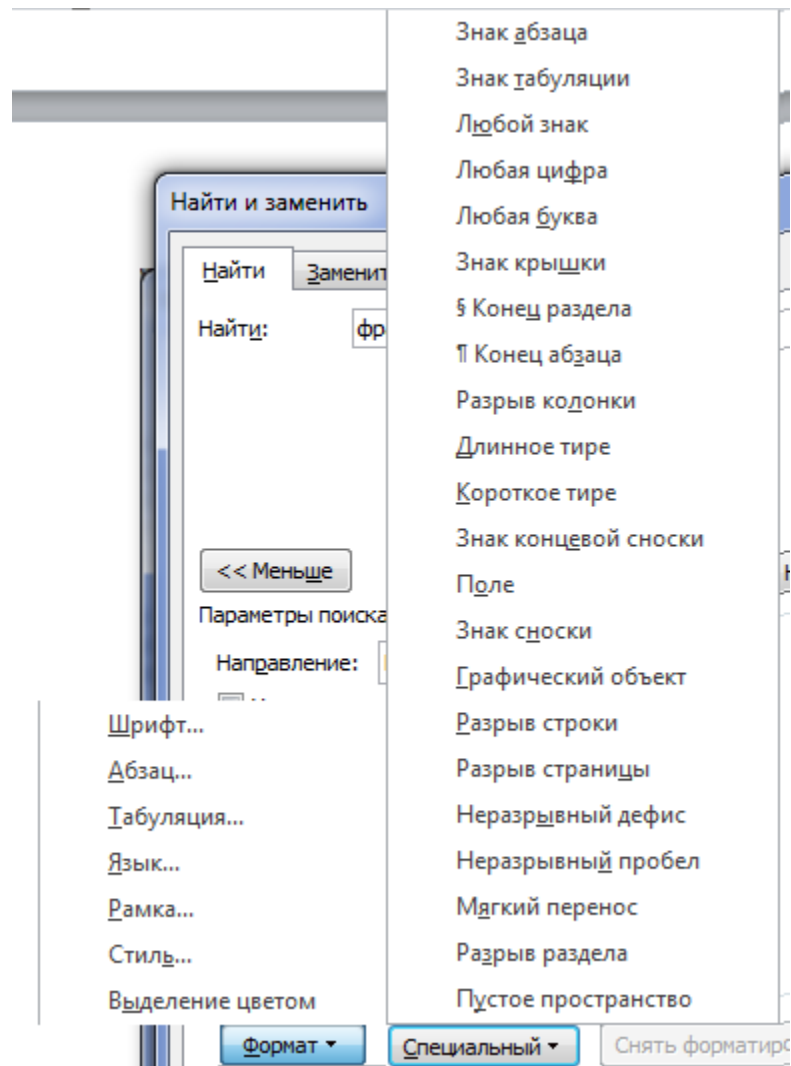 Знак абзаца
Знак табуляции
Любой знак
Любая цифра
Любая буква
Знак крышки
§ Конец раздела
¶ Конец абзаца
Разрыв колонки
Длинное тире
Короткое тире
Знак концевой сноски
Поле
Знак сноски
Графический объект
Разрыв строки
Разрыв страницы
Неразрывный дефис
Неразрывный пробел
Мягкий перенос
Разрыв раздела
Пустое пространство
Найти и заменить
Найти
Найти:
<< Меньше
Параметры поиска
Направление:
Шрифт...
Абзац...
Табуляция...
Язык...
Рамка...
Стиль...
Выделение цветом
Формат
Специальный
Снять